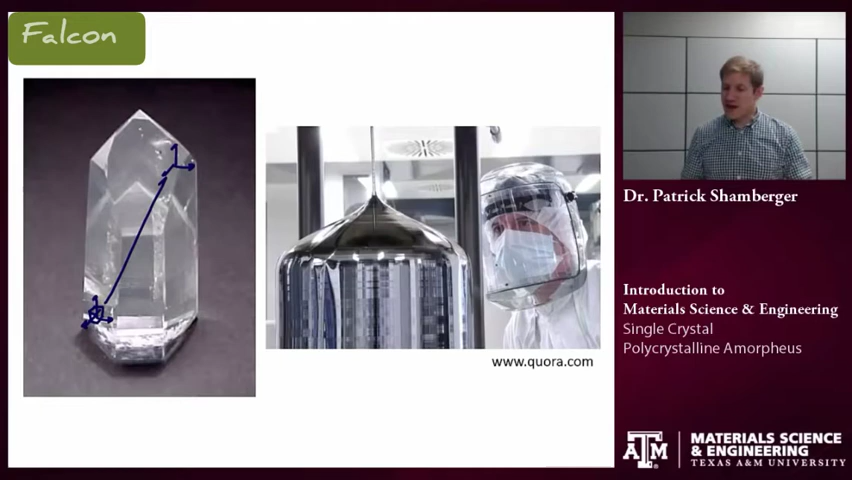 Falcon
www.quora.com
Dr. Patrick Shamberger
Introduction to
Materials Science & Engineering
Single Crystal
Polycrystalline Amorpheus
ATM
MATERIALS SCIENCE
& ENGINEERING
TEXAS A&M UNIVERSITY